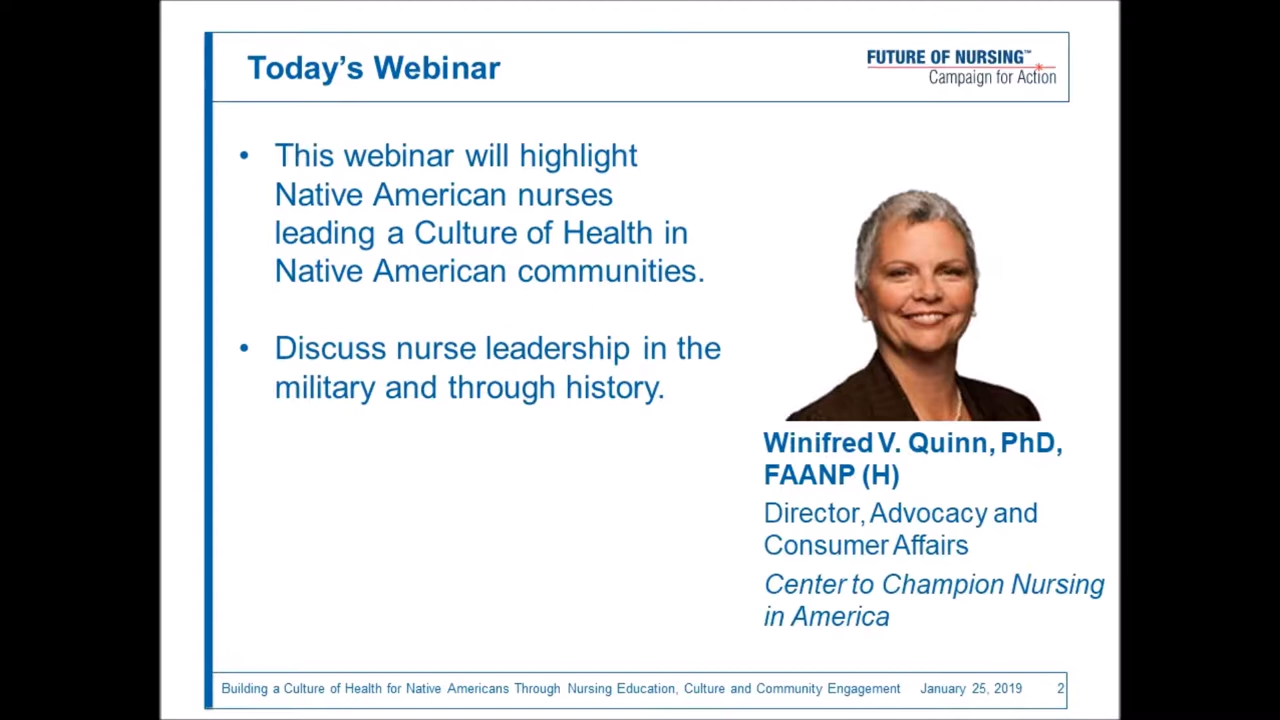 Today's Webinar
FUTURE OF NURSING™
Campaign for Action
• This webinar will highlight
Native American nurses
leading a Culture of Health in
Native American communities.
• Discuss nurse leadership in the
military and through history.
Winifred V. Quinn, PhD,
FAANP (H)
Director, Advocacy and
Consumer Affairs
Center to Champion Nursing
in America
Building a Culture of Health for Native Americans Through Nursing Education, Culture and Community Engagement January 25, 2019 2